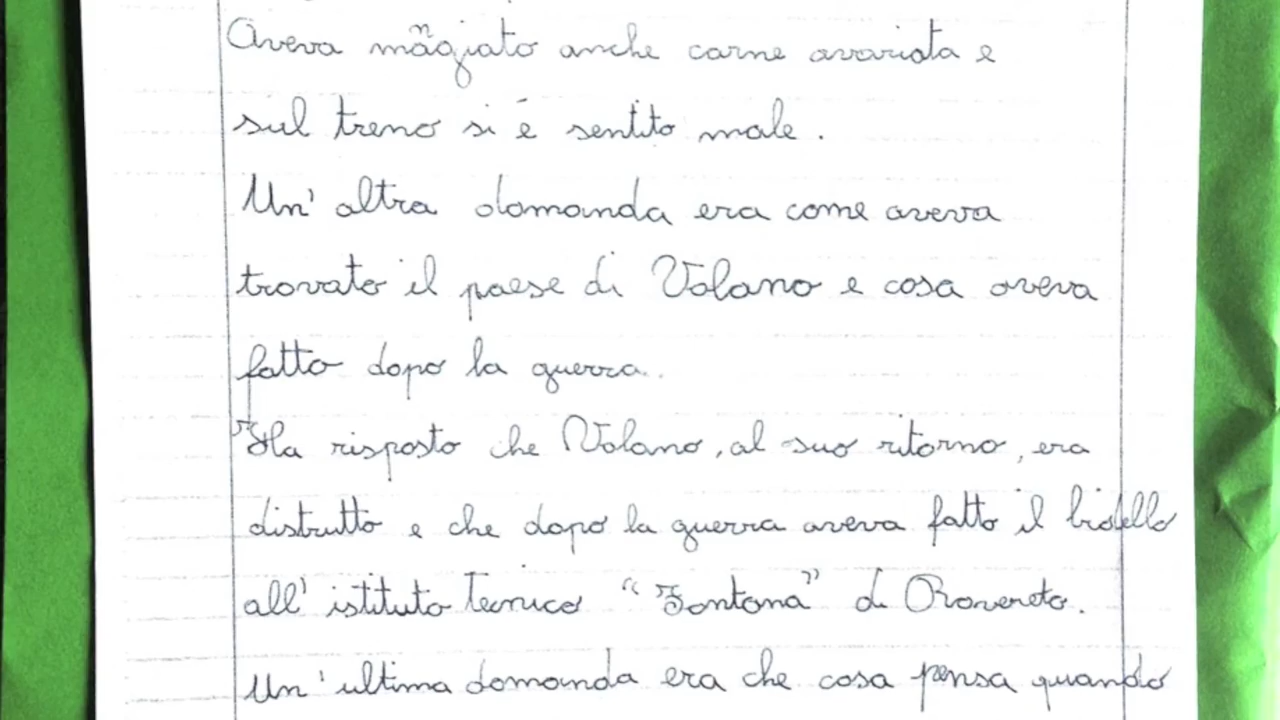 Aveva mangiato anche carne avariata e
sul treno si é sentito male.
Un' altra domanda era come aveva
trovato il paese di Volano e cosa aveva
fatto dopo la guerra.
Ha risposto che Volano, al suo ritorno, era
distrutto e che dopo la guerra aveva fatto il bidello
all' istituto Tecnico “Fontana” di Rovereto.
Un' ultima domanda era che cosa pensa quando